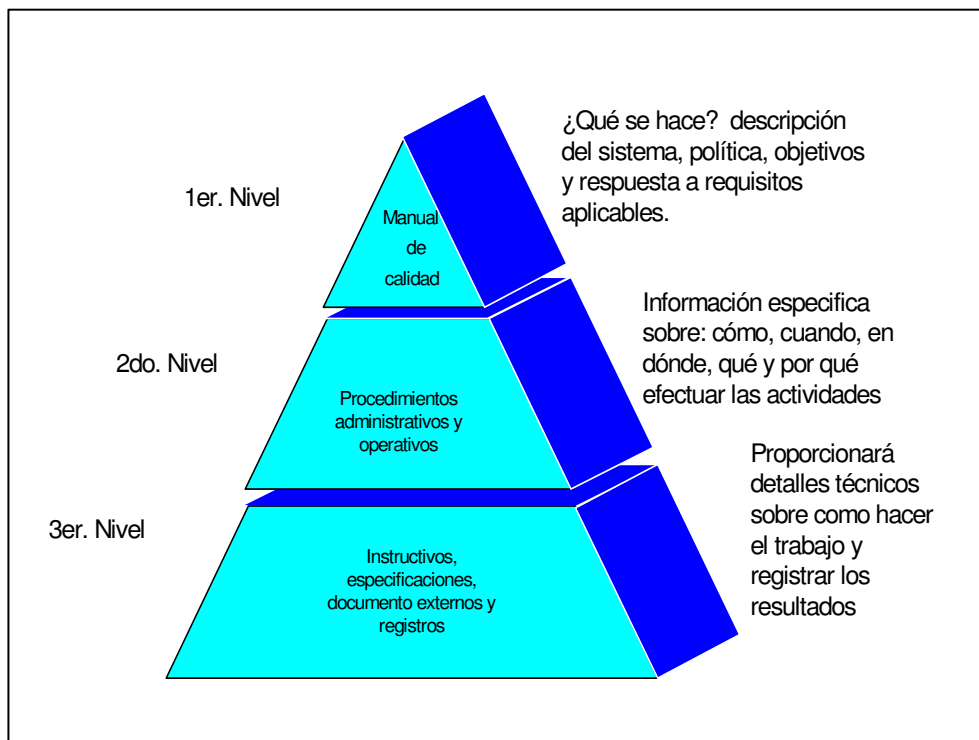 1er. Nivel
Manual
de
calidad
¿Qué se hace? descripción
del sistema, política, objetivos
y respuesta a requisitos
aplicables.
2do. Nivel
Procedimientos
administrativos y
operativos
Información especifica
sobre: cómo, cuando, en
dónde, qué y por qué
efectuar las actividades
3er. Nivel
Instructivos,
especificaciones,
documento externos y
registros
Proporcionará
detalles técnicos
sobre como hacer
el trabajo y
registrar los
resultados